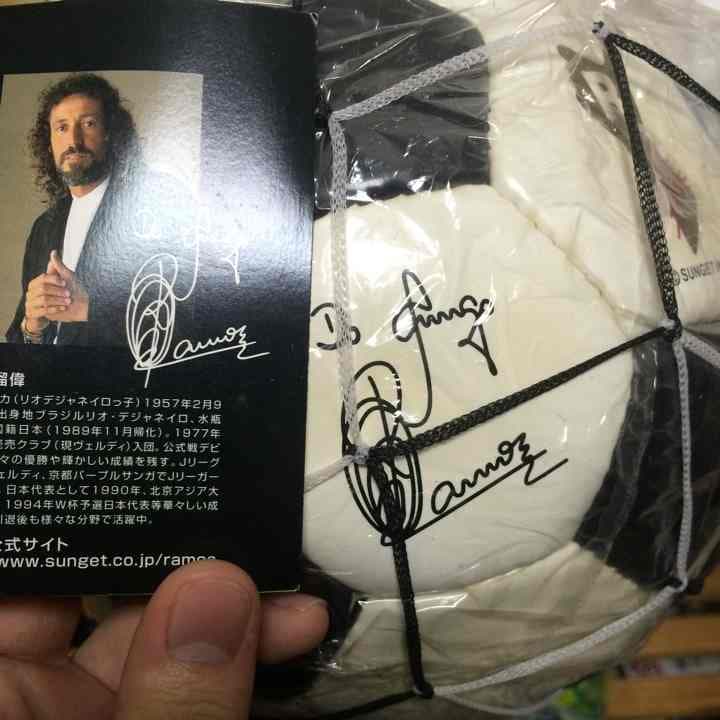 Ramos
瑠偉
カ(リオデジャネイロっ子)1957年2月9
出身地ブラジルリオ・デジャネイロ、水瓶
国籍日本(1989年11月帰化)。1977年
売クラブ(現ヴェルディ)入団。公式戦デビ
々の優勝や輝かしい成績を残す。Jリーグ
ェルディ、京都パープルサンガでJリーガー
日本代表として1990年、北京アジア大
1994年W杯予選日本代表等華々しい成
引退後も様々な分野で活躍中。
公式サイト
www.sunget.co.jp/ramos
Ramos
© SUNGET